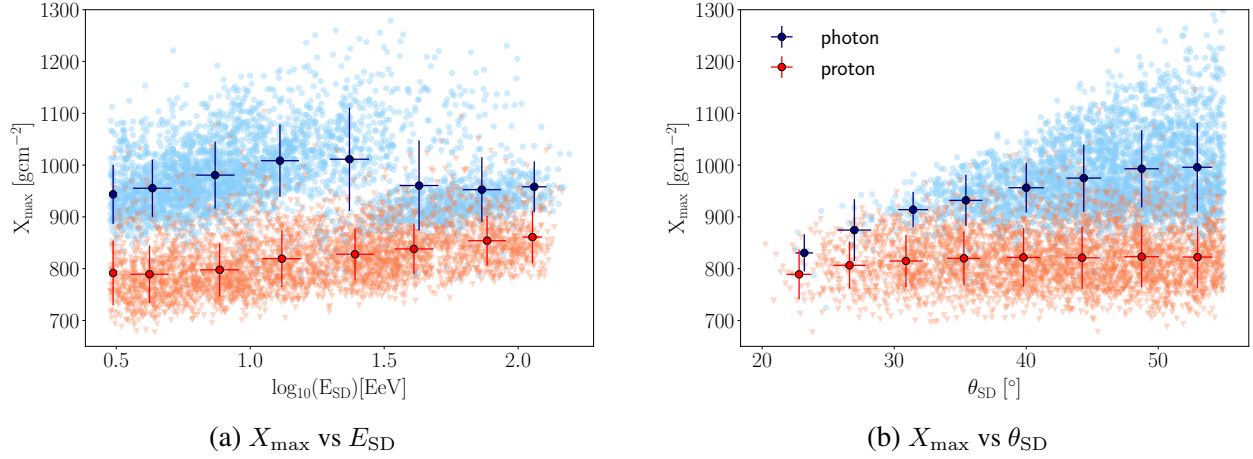 1300
1200
1100
1000
900
800
700
X_max [gcm⁻²]
0.5 1.0 1.5 2.0
log₁₀(E_SD)[EeV]
(a) X_max vs E_SD
1300
1200
1100
1000
900
800
700
X_max [gcm⁻²]
photon
proton
20 30 40 50
θ_SD [°]
(b) X_max vs θ_SD